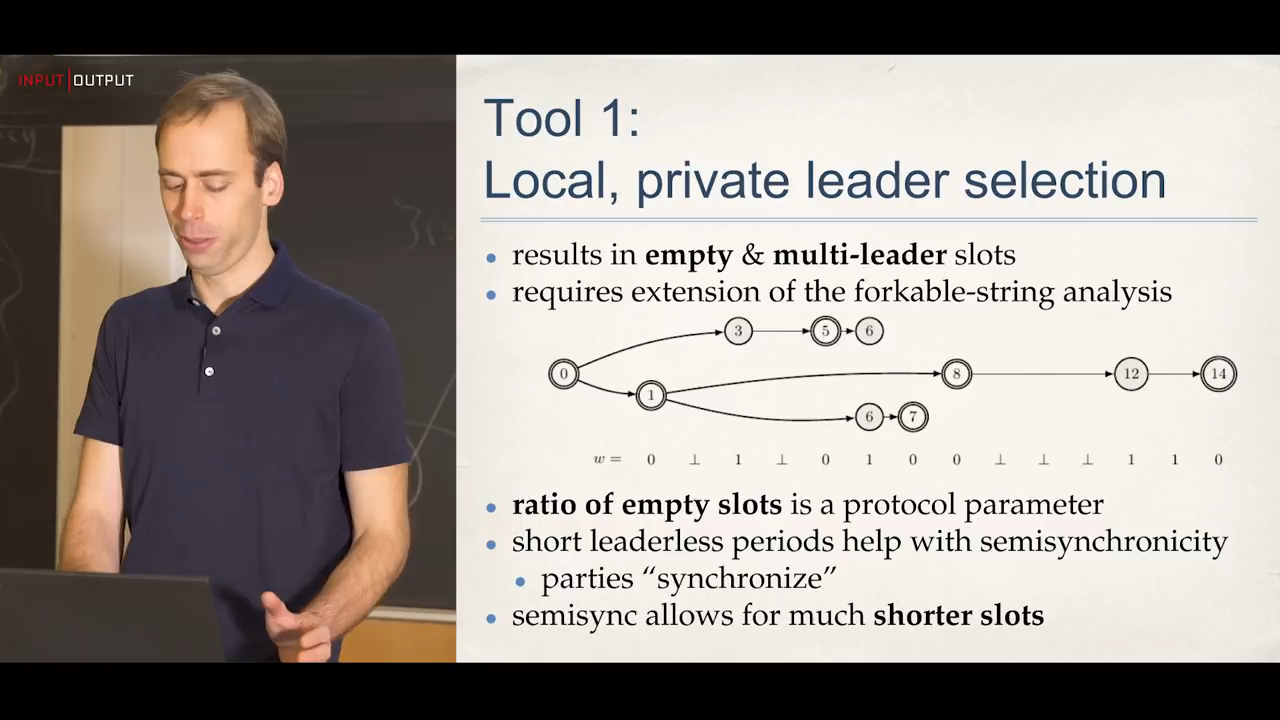 INPUT|OUTPUT
Tool 1:
Local, private leader selection
• results in empty & multi-leader slots
• requires extension of the forkable-string analysis
3 5 6
0 8 12 14
1
6 7
w = 0 ⊥ 1 ⊥ 0 1 0 0 ⊥ ⊥ ⊥ 1 1 0
• ratio of empty slots is a protocol parameter
• short leaderless periods help with semisynchronicity
• parties “synchronize”
• semisync allows for much shorter slots